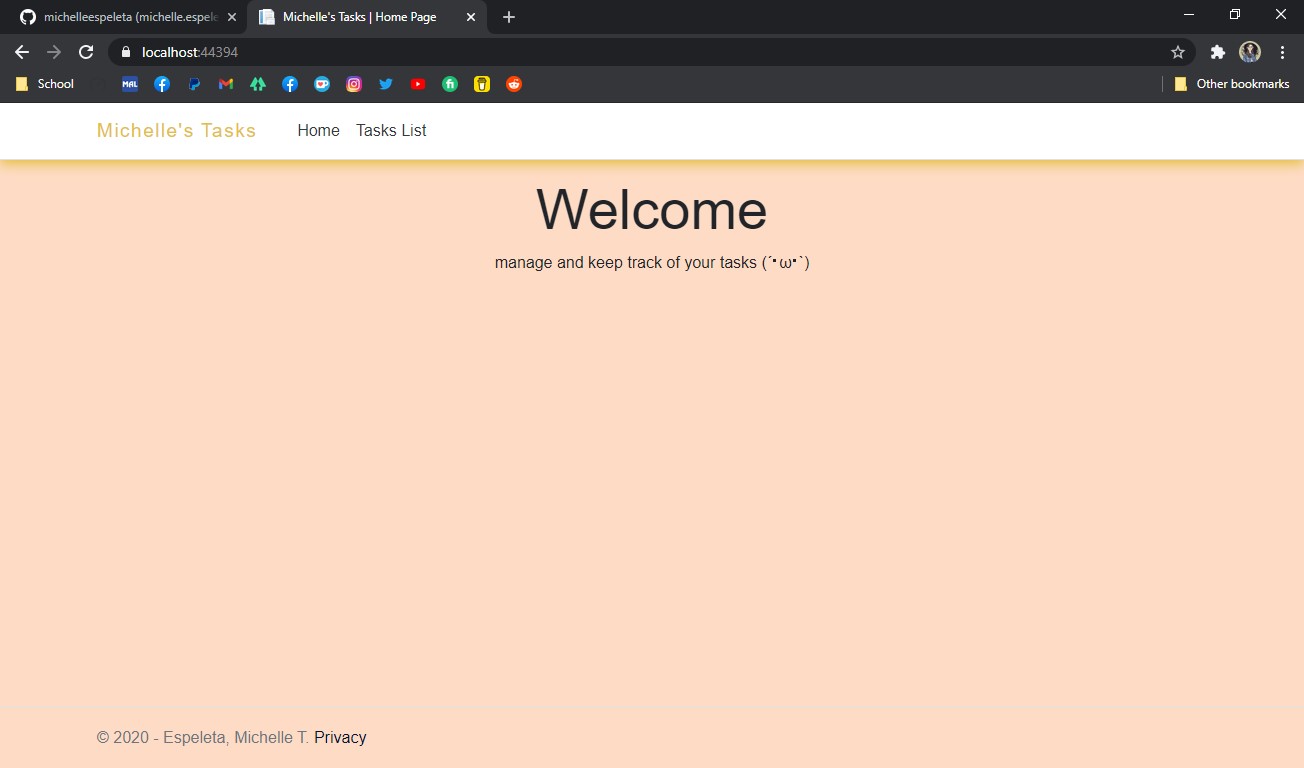 michelleespeleta (michelle.espele
Michelle's Tasks | Home Page
localhost:44394
School
MAL
Other bookmarks
Michelle's Tasks
Home
Tasks List
Welcome
manage and keep track of your tasks (´･ω･`)
© 2020 - Espeleta, Michelle T. Privacy